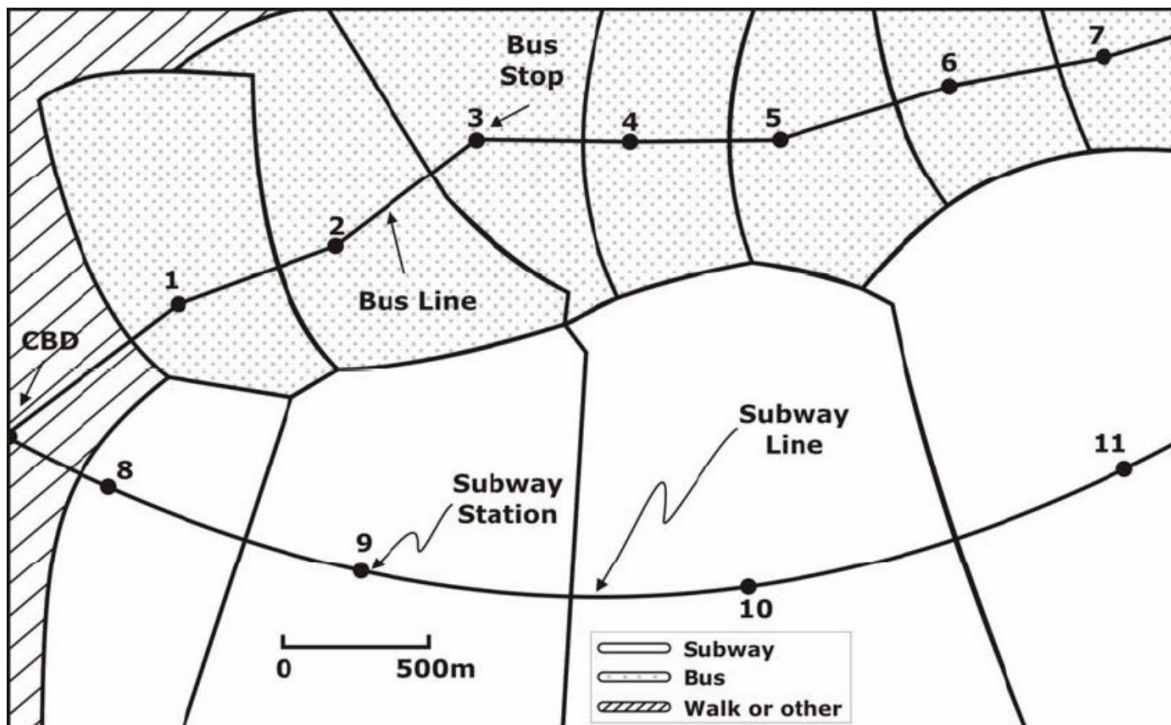 7
6
Bus
Stop
3
4
5
2
1
Bus Line
CBD
Subway
Line
11
8
Subway
Station
9
10
0
500m
Subway
Bus
Walk or other